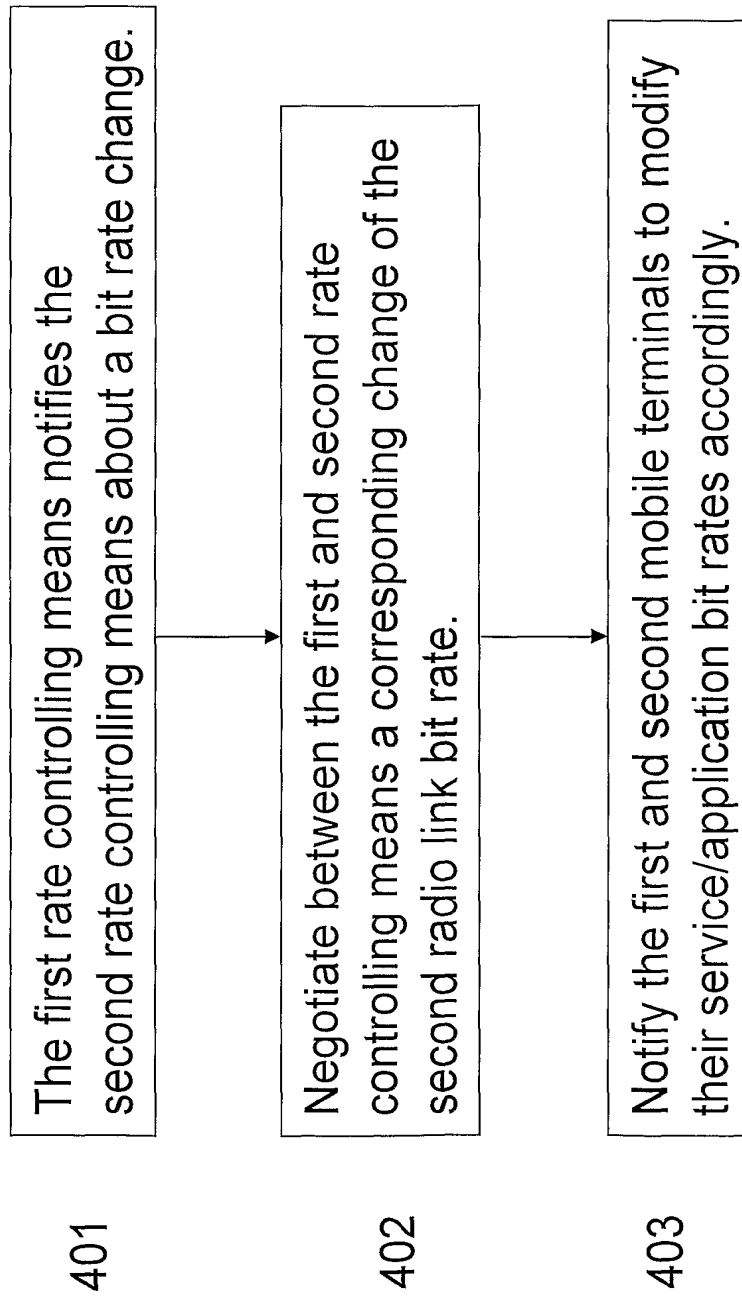 401
The first rate controlling means notifies the
second rate controlling means about a bit rate change.
402
Negotiate between the first and second rate
controlling means a corresponding change of the
second radio link bit rate.
403
Notify the first and second mobile terminals to modify
their service/application bit rates accordingly.